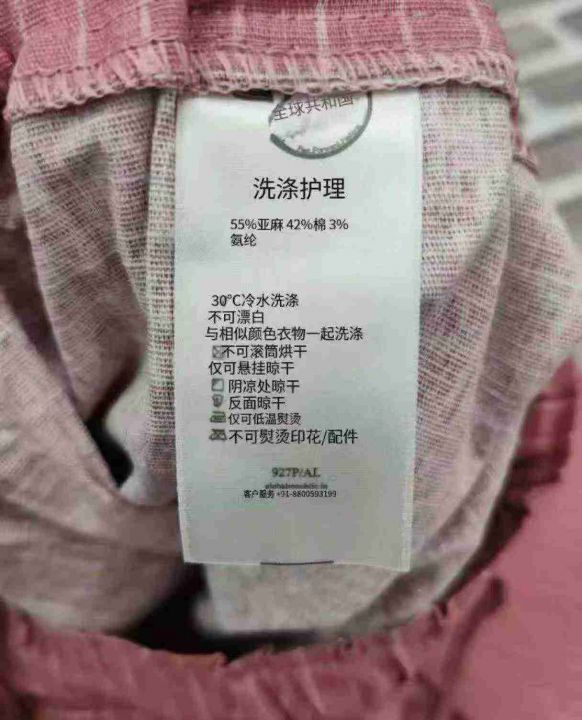 全球共和国
洗涤护理
55%亚麻 42%棉 3%
氨纶
30℃冷水洗涤
不可漂白
与相似颜色衣物一起洗涤
不可滚筒烘干
仅可悬挂晾干
阴凉处晾干
反面晾干
仅可低温熨烫
不可熨烫印花/配件
927P/AL
客户服务 +91-8800593199